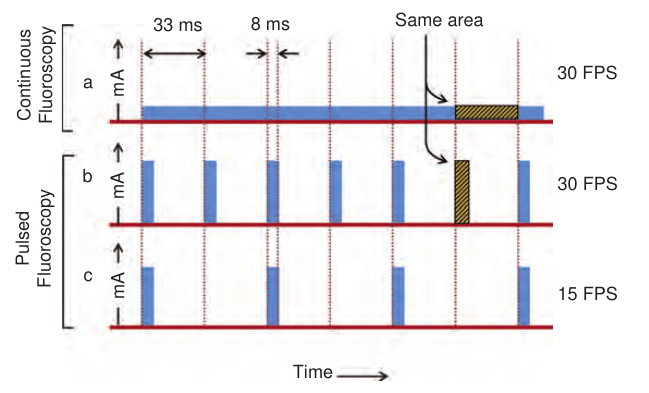 Same area
33 ms
8 ms
Continuous
Fluoroscopy
a
mA
30 FPS
Pulsed
Fluoroscopy
b
mA
30 FPS
c
mA
15 FPS
Time